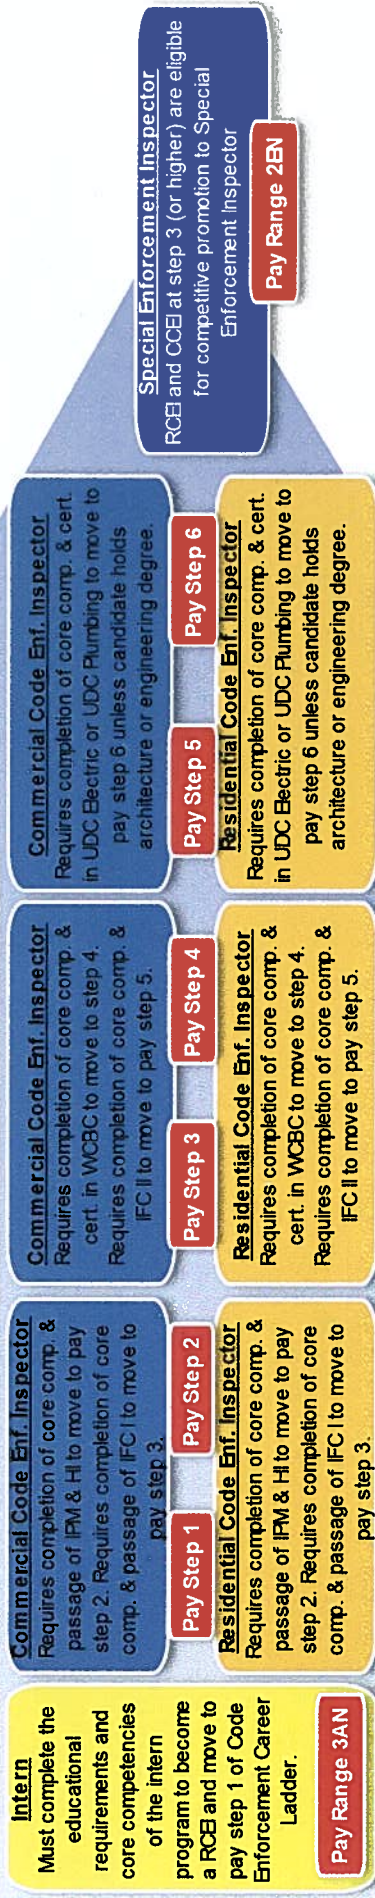 Intern
Must complete the
educational
requirements and
core competencies
of the intern
program to become
a RCEI and move to
pay step 1 of Code
Enforcement Career
Ladder.
Pay Range 3AN
Commercial Code Enf. Inspector
Requires completion of core comp. &
passage of IPM & HI to move to pay
step 2. Requires completion of core
comp. & passage of IFC I to move to
pay step 3.
Pay Step 1
Pay Step 2
Residential Code Enf. Inspector
Requires completion of core comp. &
passage of IPM & HI to move to pay
step 2. Requires completion of core
comp. & passage of IFC I to move to
pay step 3.
Commercial Code Enf. Inspector
Requires completion of core comp. &
cert. in WCBC to move to step 4.
Requires completion of core comp. &
IFC II to move to pay step 5.
Pay Step 3
Pay Step 4
Residential Code Enf. Inspector
Requires completion of core comp. &
cert. in WCBC to move to step 4.
Requires completion of core comp. &
IFC II to move to pay step 5.
Commercial Code Enf. Inspector
Requires completion of core comp. & cert.
in UDC Electric or UDC Plumbing to move to
pay step 6 unless candidate holds
architecture or engineering degree.
Pay Step 5
Pay Step 6
Residential Code Enf. Inspector
Requires completion of core comp. & cert.
in UDC Electric or UDC Plumbing to move to
pay step 6 unless candidate holds
architecture or engineering degree.
Special Enforcement Inspector
RCEI and CCEI at step 3 (or higher) are eligible
for competitive promotion to Special
Enforcement Inspector
Pay Range 2EN